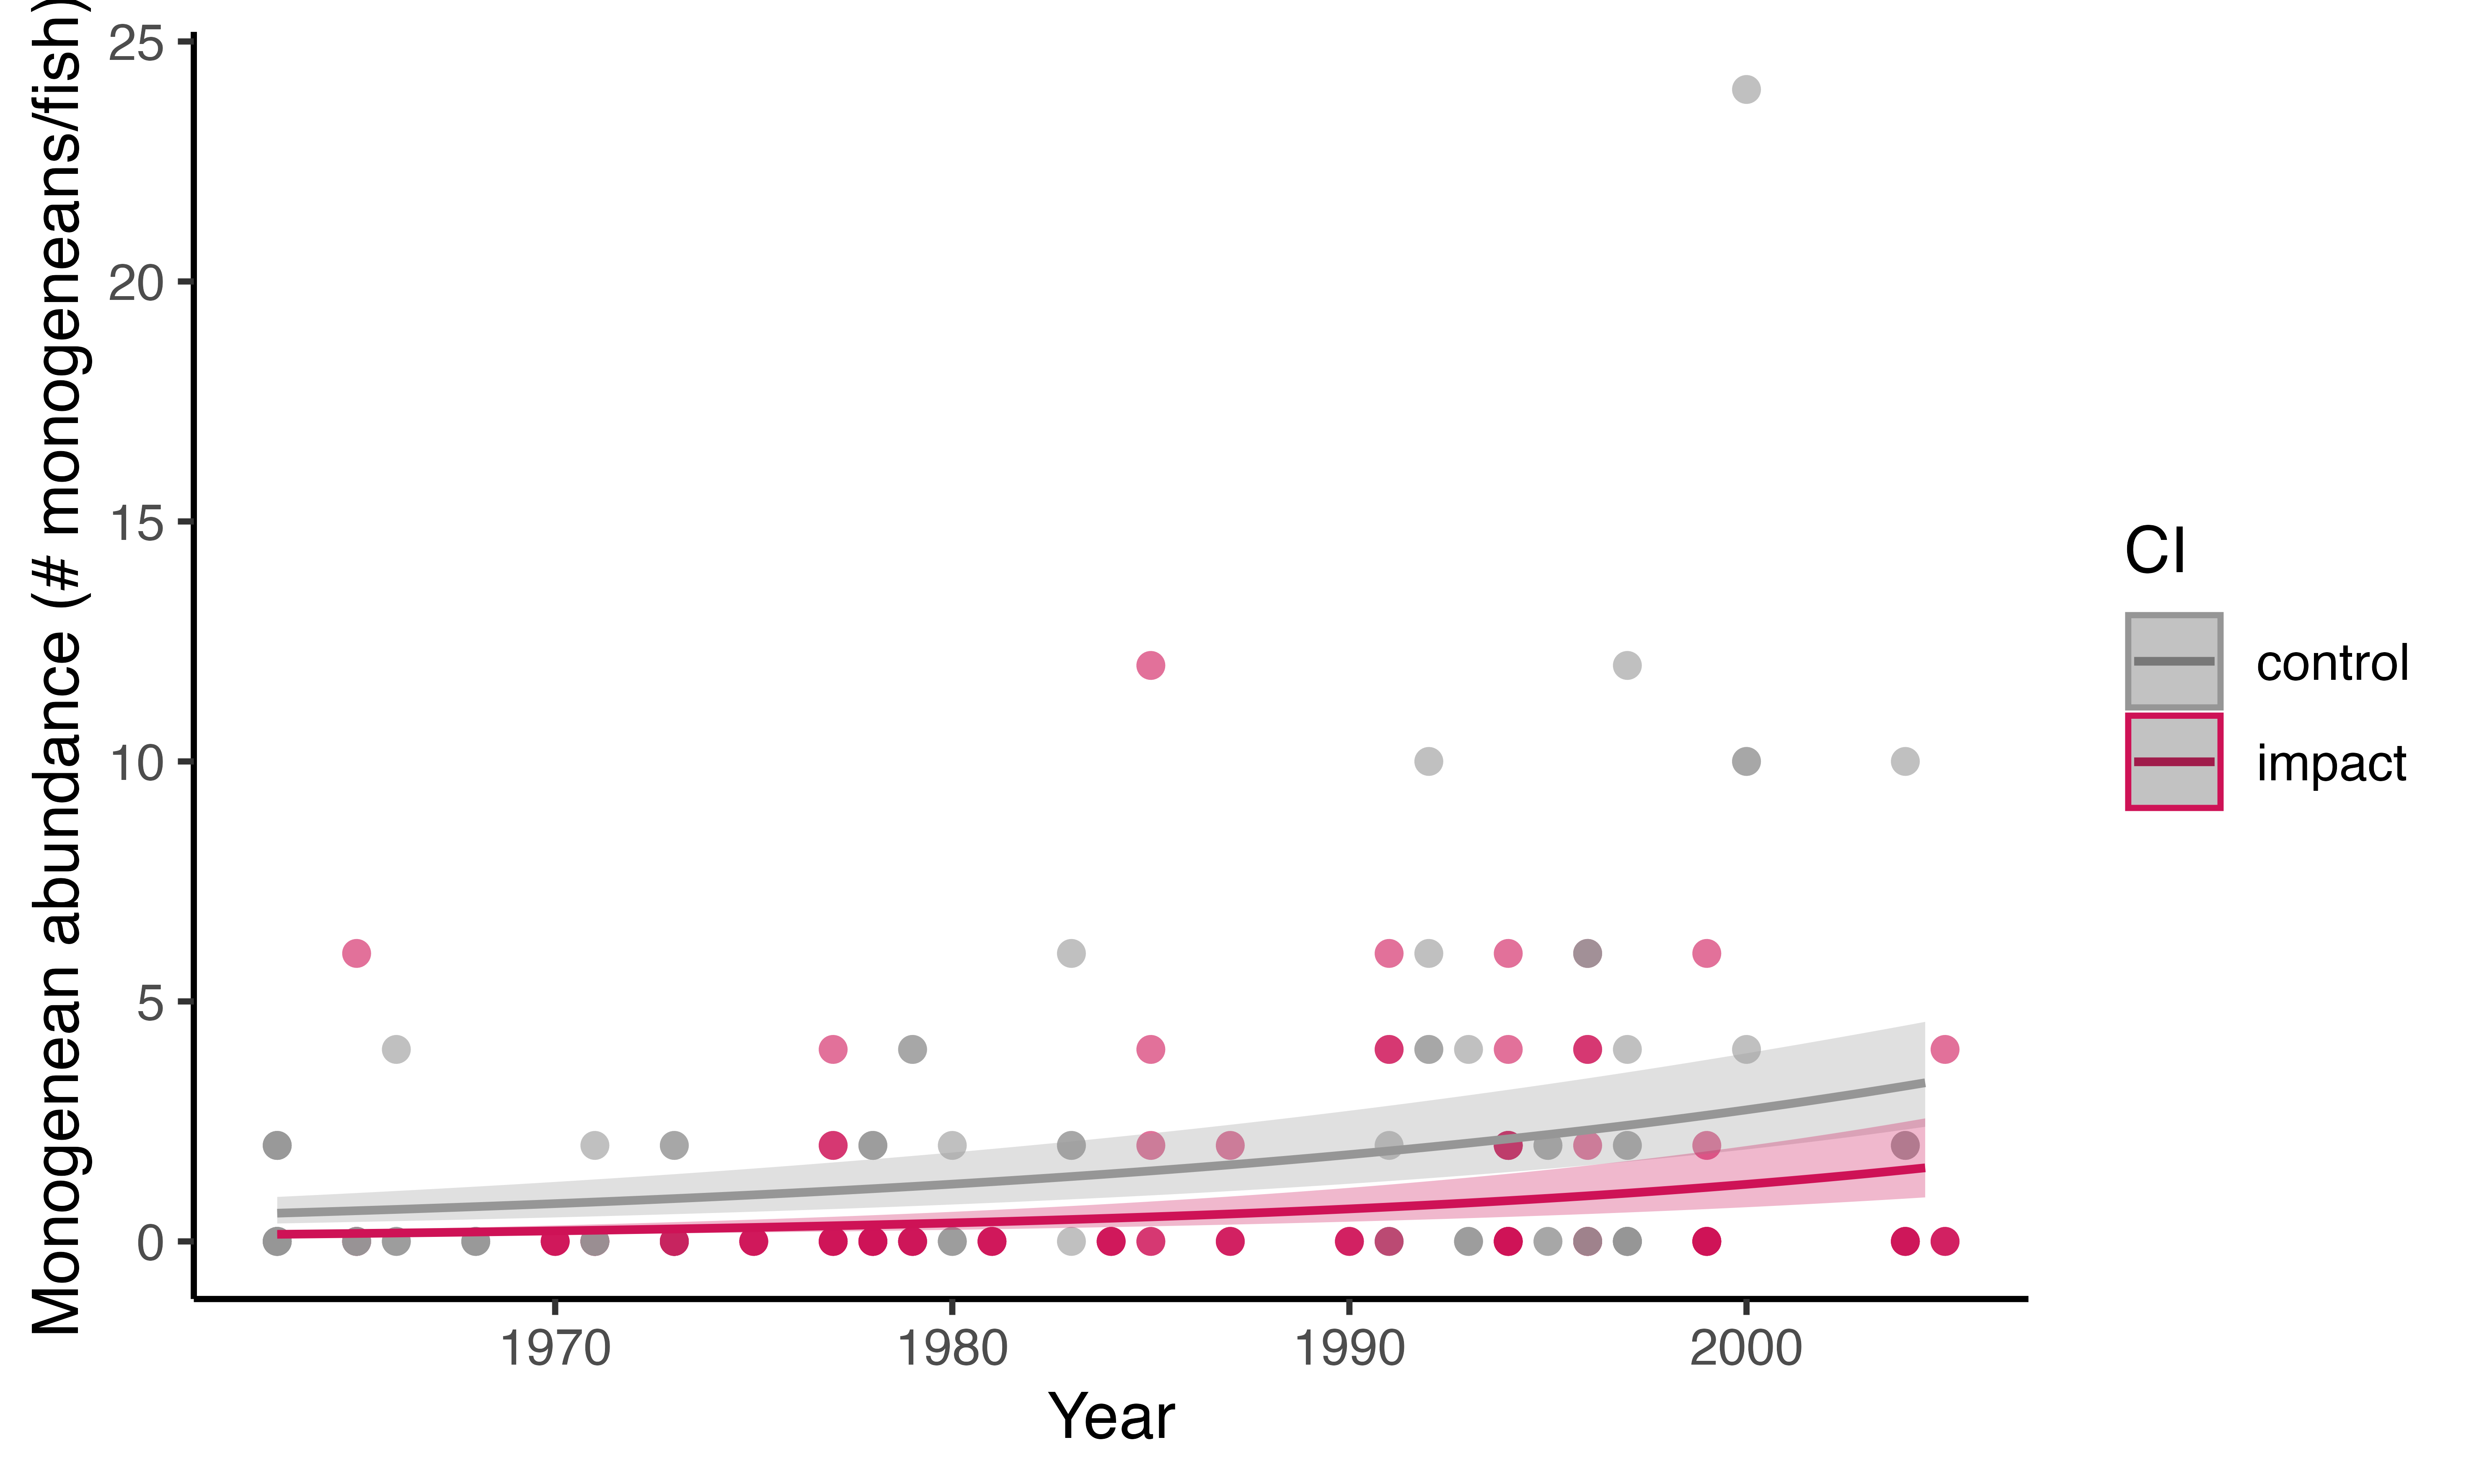 Monogenean abundance (# monogeneans/fish)
25
20
15
10
5
0
1970 1980 1990 2000
Year
CI
control
impact